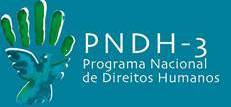 PNDH-3
Programa Nacional
de Direitos Humanos